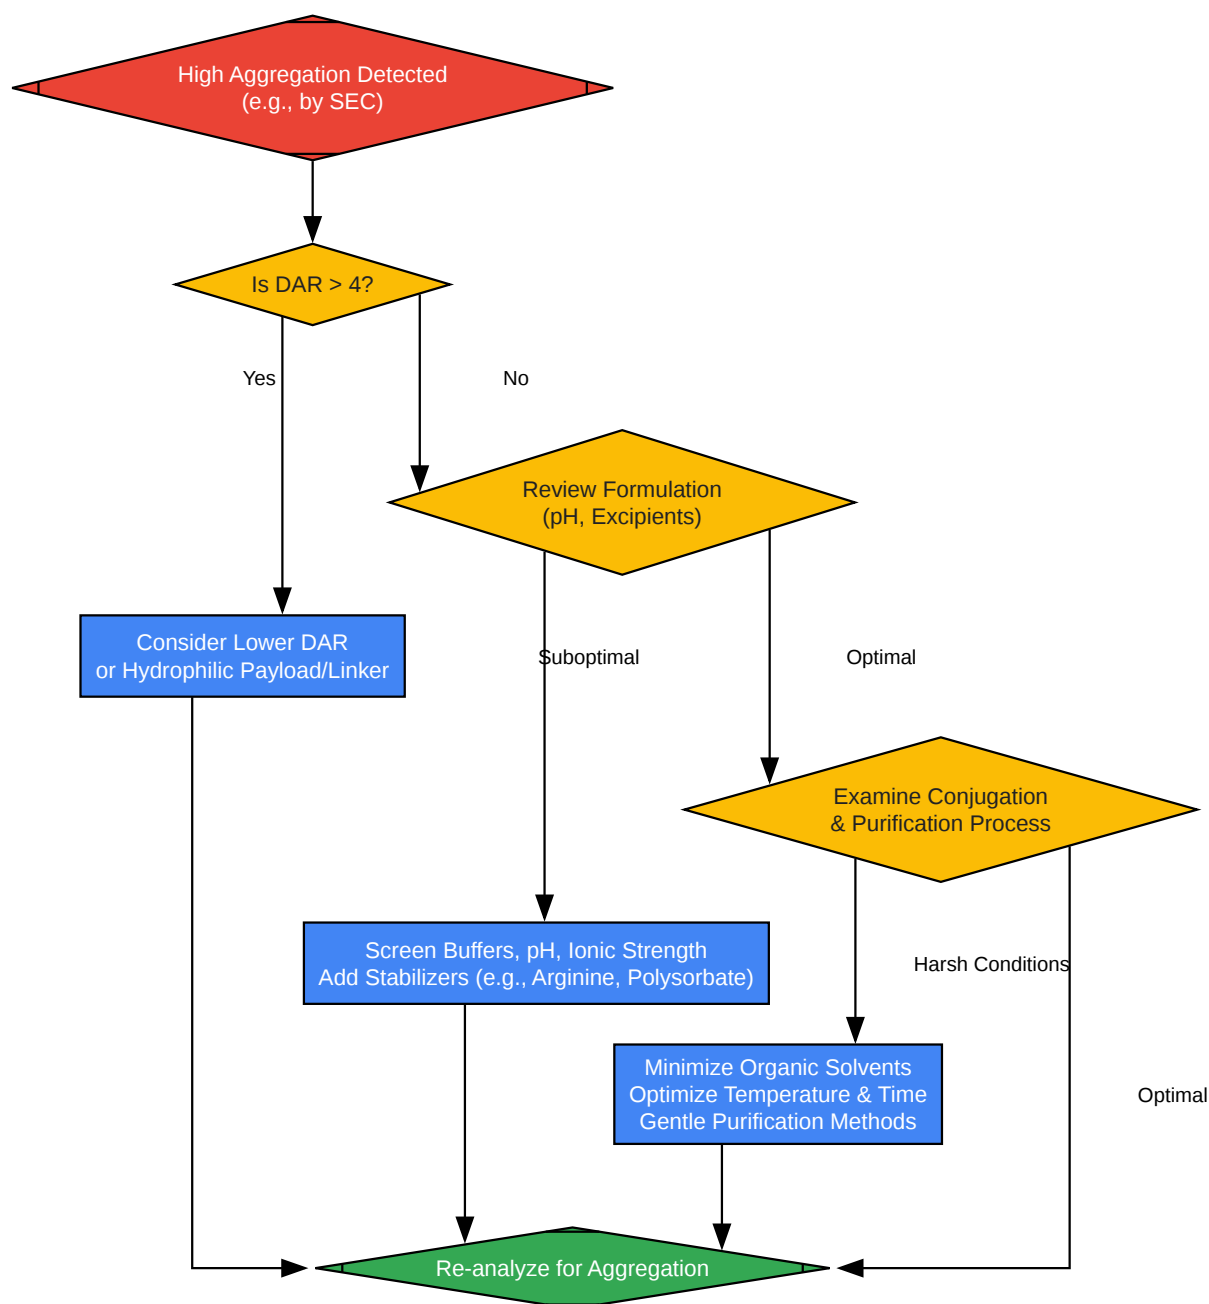 High Aggregation Detected
(e.g., by SEC)
Is DAR > 4?
Yes
No
Review Formulation
(pH, Excipients)
Consider Lower DAR
or Hydrophilic Payload/Linker
Suboptimal
Optimal
Examine Conjugation
& Purification Process
Screen Buffers, pH, Ionic Strength
Add Stabilizers (e.g., Arginine, Polysorbate)
Harsh Conditions
Minimize Organic Solvents
Optimize Temperature & Time
Gentle Purification Methods
Optimal
Re-analyze for Aggregation